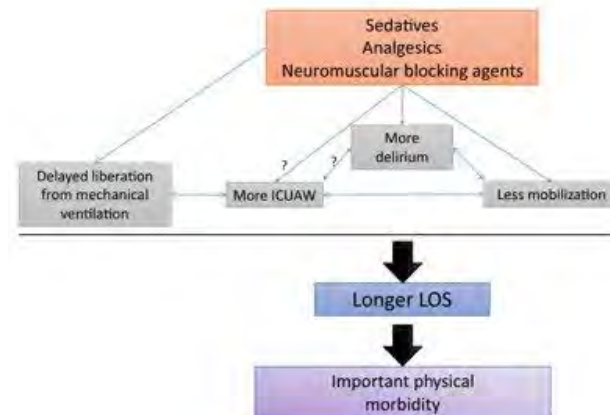 Sedatives
Analgesics
Neuromuscular blocking agents
More
delirium
?
?
Delayed liberation
from mechanical
ventilation
More ICUAW
Less mobilization
Longer LOS
Important physical
morbidity